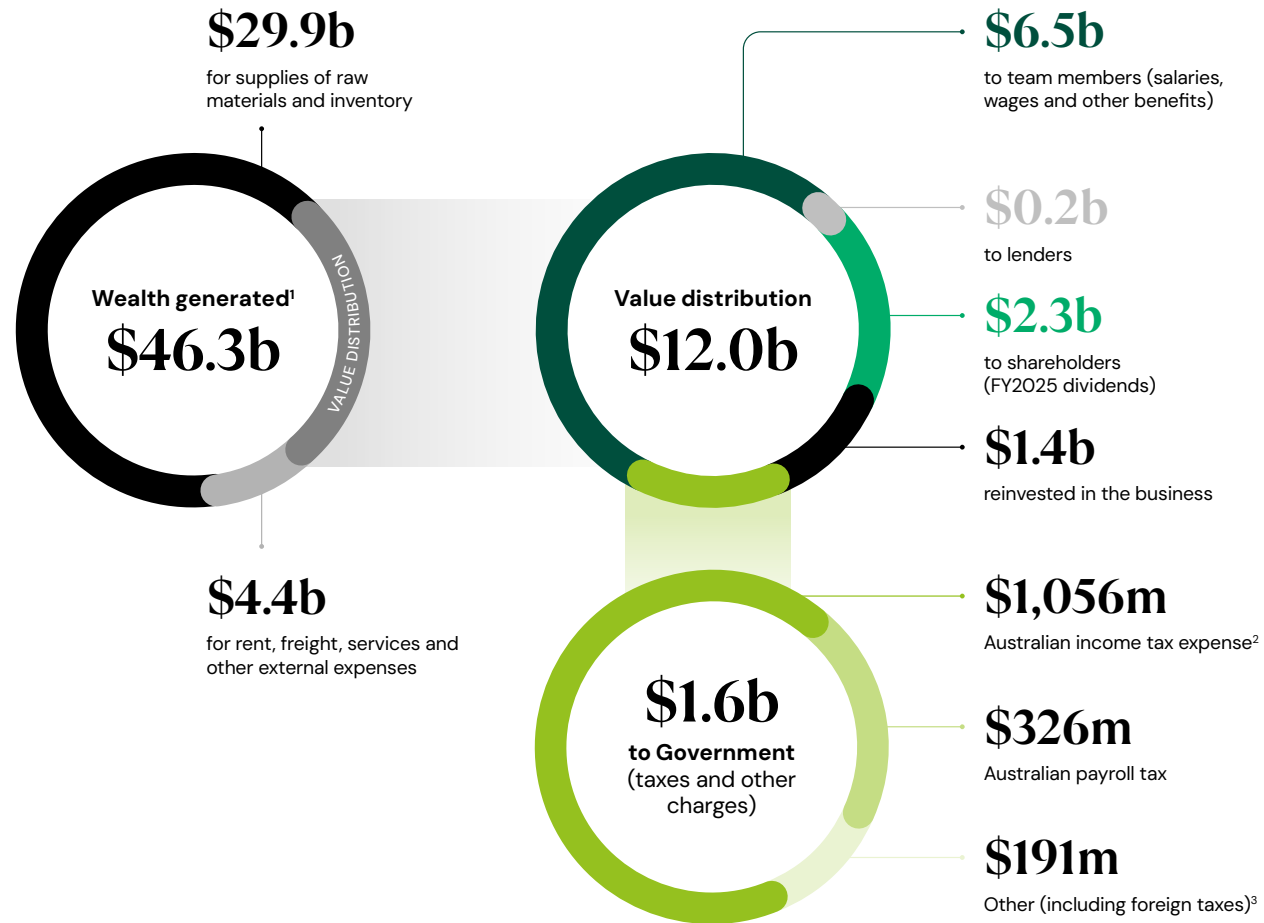 $29.9b
for supplies of raw
materials and inventory
Wealth generated¹
$46.3b
VALUE DISTRIBUTION
$4.4b
for rent, freight, services and
other external expenses
Value distribution
$12.0b
$6.5b
to team members (salaries,
wages and other benefits)
$0.2b
to lenders
$2.3b
to shareholders
(FY2025 dividends)
$1.4b
reinvested in the business
$1.6b
to Government
(taxes and other
charges)
$1,056m
Australian income tax expense²
$326m
Australian payroll tax
$191m
Other (including foreign taxes)³